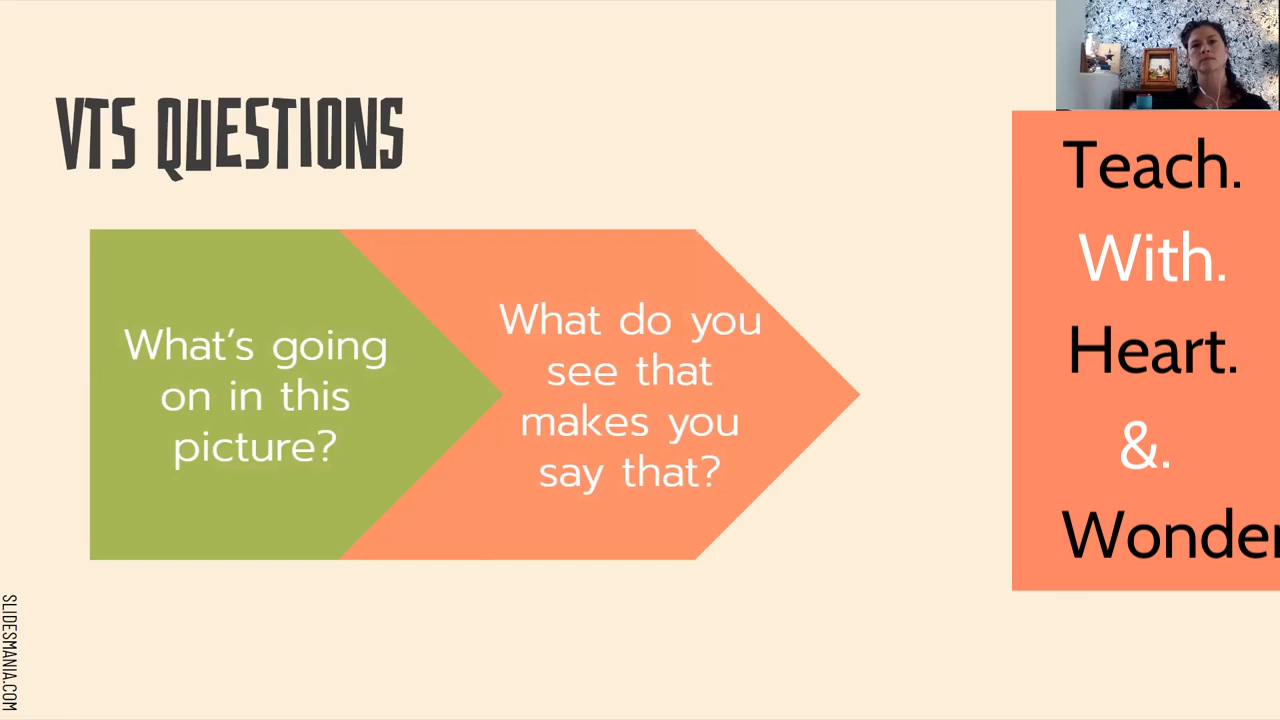 VTS QUESTIONS
What's going
on in this
picture?
What do you
see that
makes you
say that?
Teach.
With.
Heart.
&.
Wonder
SLIDESMANIA.COM